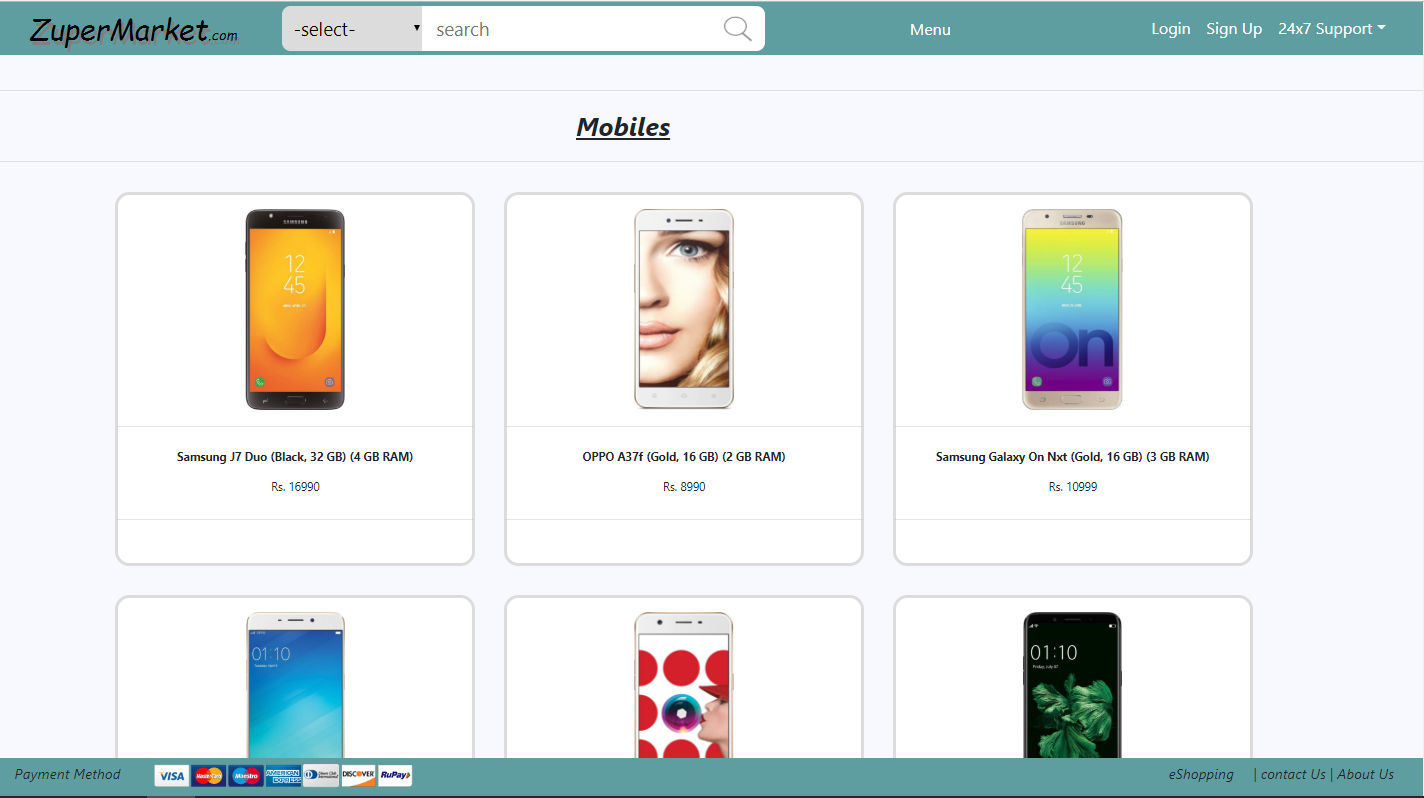 ZuperMarket.com -select- search Menu Login Sign Up 24x7 Support
Mobiles
SAMSUNG
12
45
SAMSUNG
12
45
On
Samsung J7 Duo (Black, 32 GB) (4 GB RAM)
Rs. 16990
OPPO A37f (Gold, 16 GB) (2 GB RAM)
Rs. 8990
Samsung Galaxy On Nxt (Gold, 16 GB) (3 GB RAM)
Rs. 10999
01:10
01:10
Friday, July 07
Payment Method VISA MasterCard Maestro AMERICAN EXPRESS Diners Club International DISCOVER RuPay eShopping | contact Us | About Us